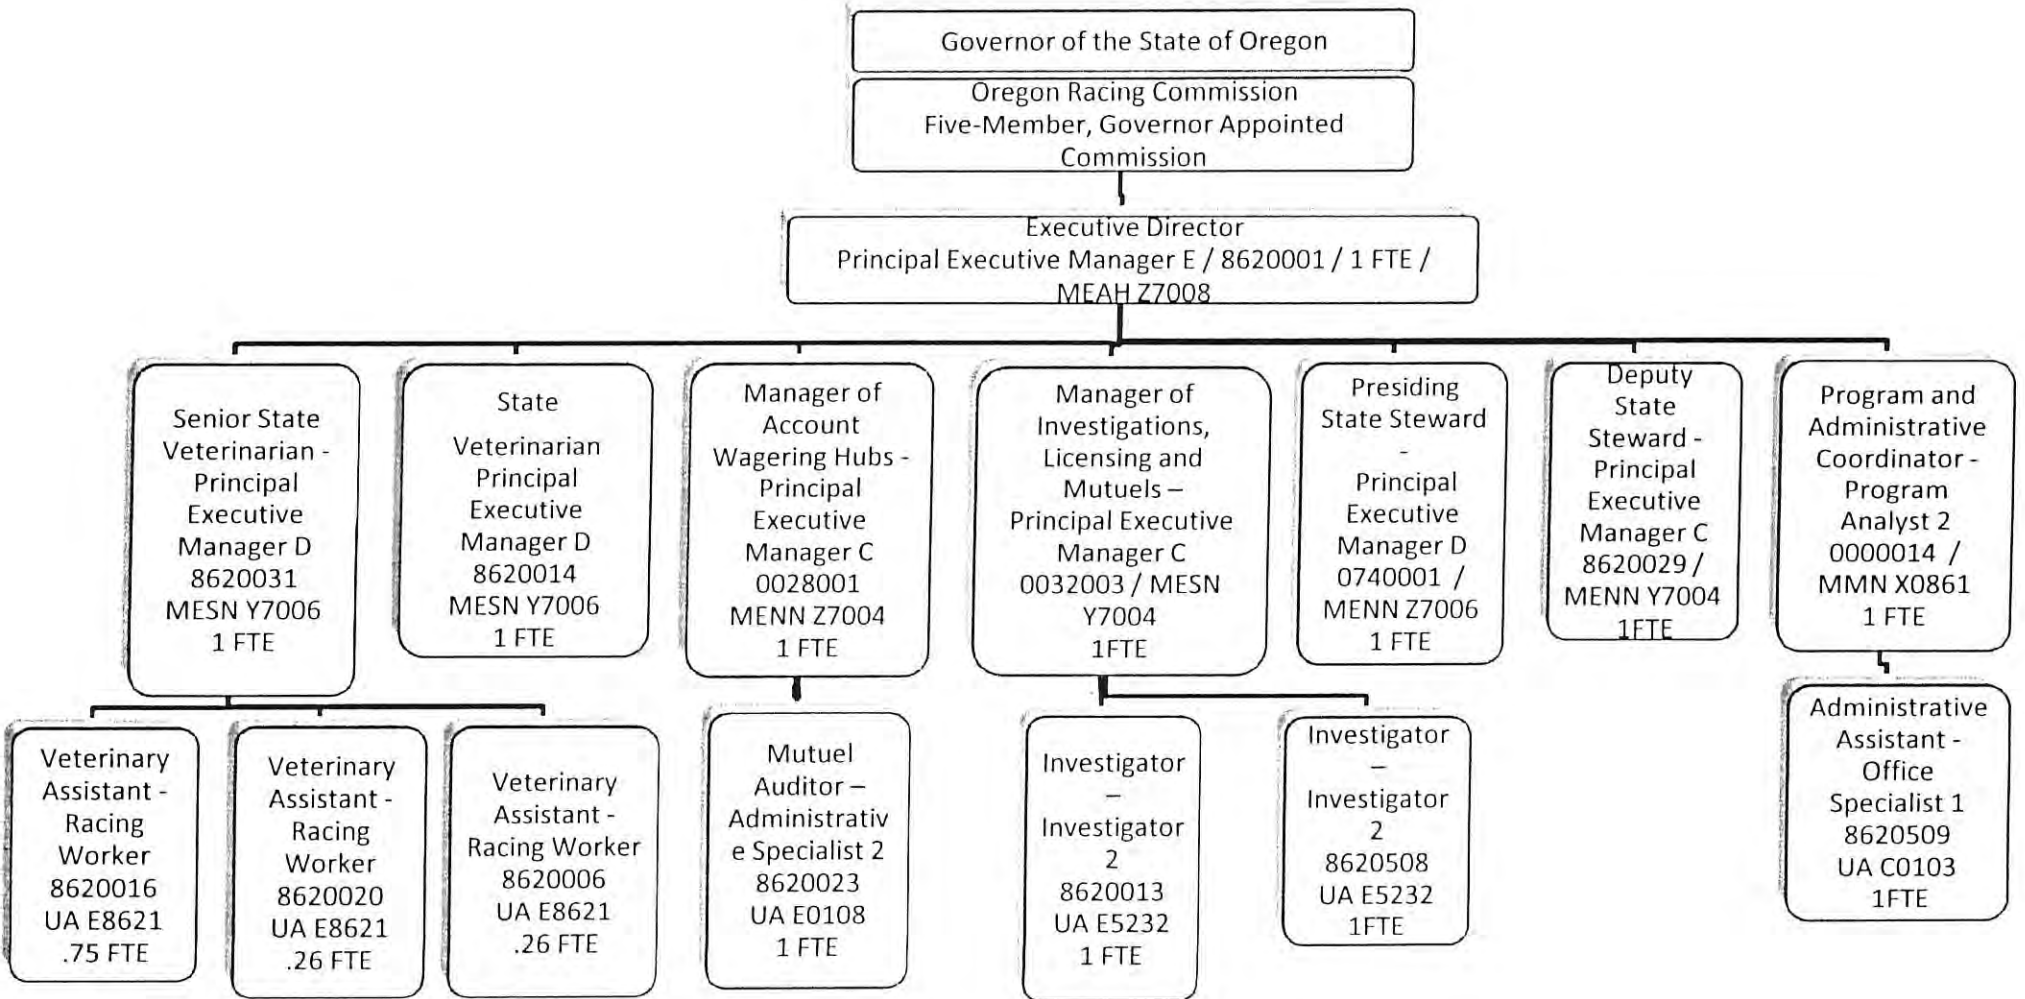 Governor of the State of Oregon
Oregon Racing Commission
Five-Member, Governor Appointed
Commission
Executive Director
Principal Executive Manager E / 8620001 / 1 FTE /
MEAH Z7008
Senior State
Veterinarian -
Principal
Executive
Manager D
8620031
MESN Y7006
1 FTE
State
Veterinarian
Principal
Executive
Manager D
8620014
MESN Y7006
1 FTE
Manager of
Account
Wagering Hubs -
Principal
Executive
Manager C
0028001
MENN Z7004
1 FTE
Manager of
Investigations,
Licensing and
Mutuels –
Principal Executive
Manager C
0032003 / MESN
Y7004
1FTE
Presiding
State Steward
-
Principal
Executive
Manager D
0740001 /
MENN Z7006
1 FTE
Deputy
State
Steward -
Principal
Executive
Manager C
8620029 /
MENN Y7004
1FTE
Program and
Administrative
Coordinator -
Program
Analyst 2
0000014 /
MMN X0861
1 FTE
Veterinary
Assistant -
Racing
Worker
8620016
UA E8621
.75 FTE
Veterinary
Assistant -
Racing
Worker
8620020
UA E8621
.26 FTE
Veterinary
Assistant -
Racing Worker
8620006
UA E8621
.26 FTE
Mutuel
Auditor –
Administrativ
e Specialist 2
8620023
UA E0108
1 FTE
Investigator
–
Investigator
2
8620013
UA E5232
1 FTE
Investigator
–
Investigator
2
8620508
UA E5232
1FTE
Administrative
Assistant -
Office
Specialist 1
8620509
UA C0103
1FTE